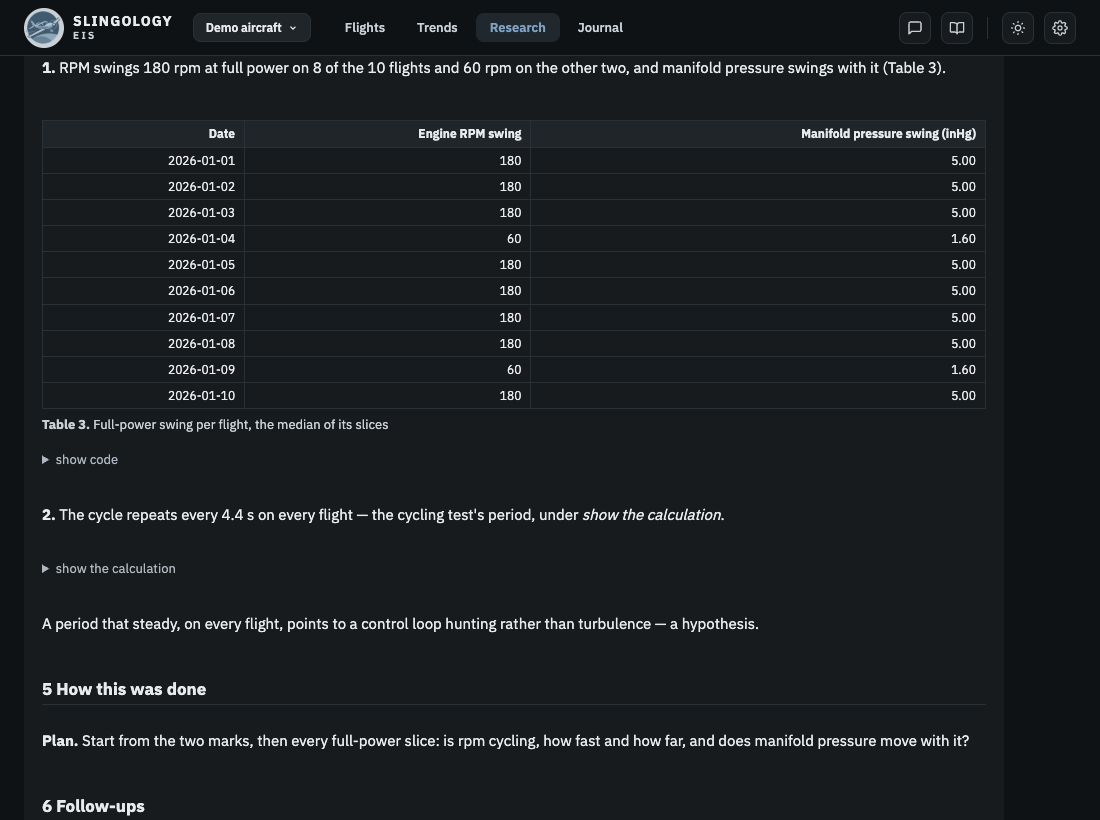 SLINGOLOGY
EIS
Demo aircraft
Flights
Trends
Research
Journal
1. RPM swings 180 rpm at full power on 8 of the 10 flights and 60 rpm on the other two, and manifold pressure swings with it (Table 3).
Date Engine RPM swing Manifold pressure swing (inHg)
2026-01-01 180 5.00
2026-01-02 180 5.00
2026-01-03 180 5.00
2026-01-04 60 1.60
2026-01-05 180 5.00
2026-01-06 180 5.00
2026-01-07 180 5.00
2026-01-08 180 5.00
2026-01-09 60 1.60
2026-01-10 180 5.00
Table 3. Full-power swing per flight, the median of its slices
show code
2. The cycle repeats every 4.4 s on every flight — the cycling test's period, under show the calculation.
show the calculation
A period that steady, on every flight, points to a control loop hunting rather than turbulence — a hypothesis.
5 How this was done
Plan. Start from the two marks, then every full-power slice: is rpm cycling, how fast and how far, and does manifold pressure move with it?
6 Follow-ups